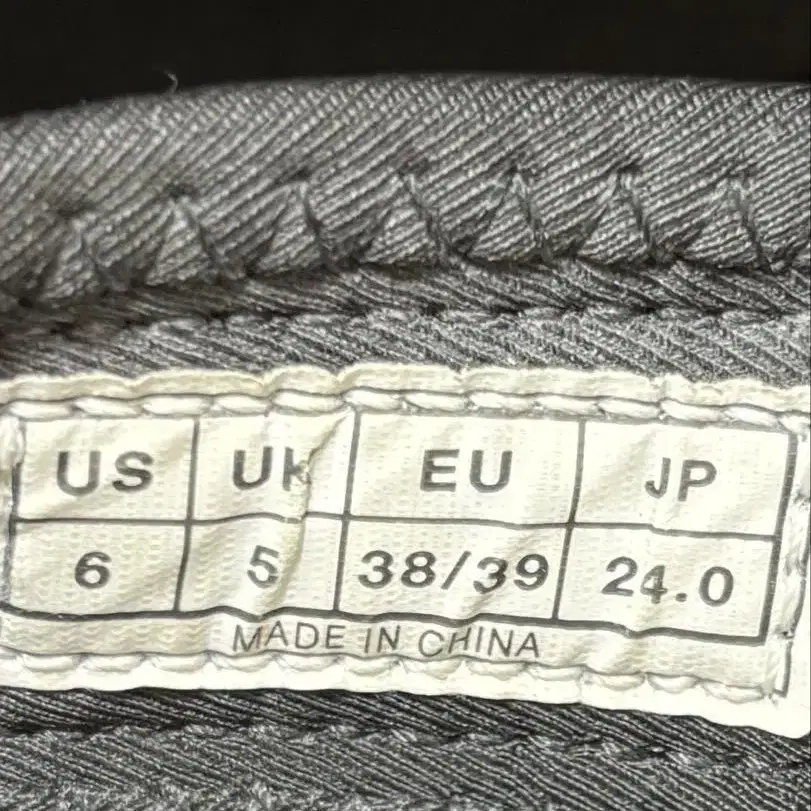 US UK EU JP
6 5 38/39 24.0
MADE IN CHINA